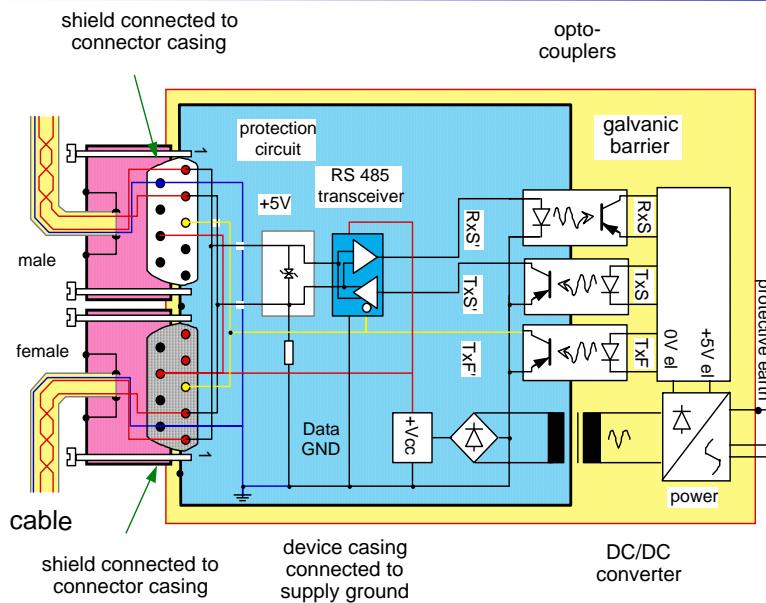 shield connected to
connector casing
opto-
couplers
protection
circuit
galvanic
barrier
RS 485
transceiver
+5V
1
male
female
RxS'
TxS'
TxF'
RxS
TxS
TxF
0V el
+5V el
protective earth
Data
GND
+Vcc
power
1
cable
shield connected to
connector casing
device casing
connected to
supply ground
DC/DC
converter